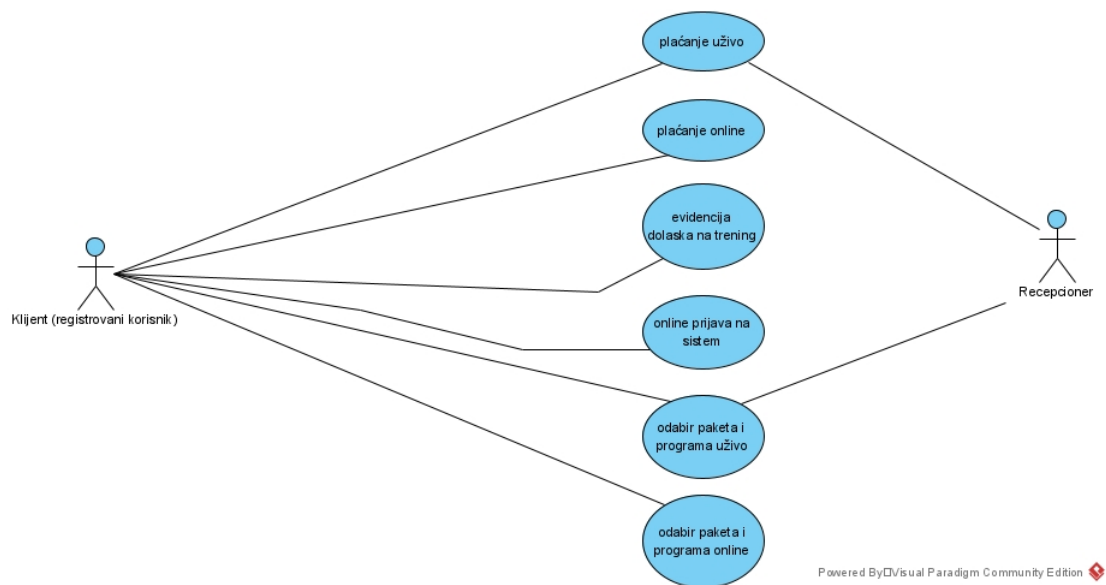 plaćanje uživo
plaćanje online
evidencija
dolaska na trening
Klijent (registrovani korisnik)
Recepcioner
online prijava na
sistem
odabir paketa i
programa uživo
odabir paketa i
programa online
Powered By□Visual Paradigm Community Edition